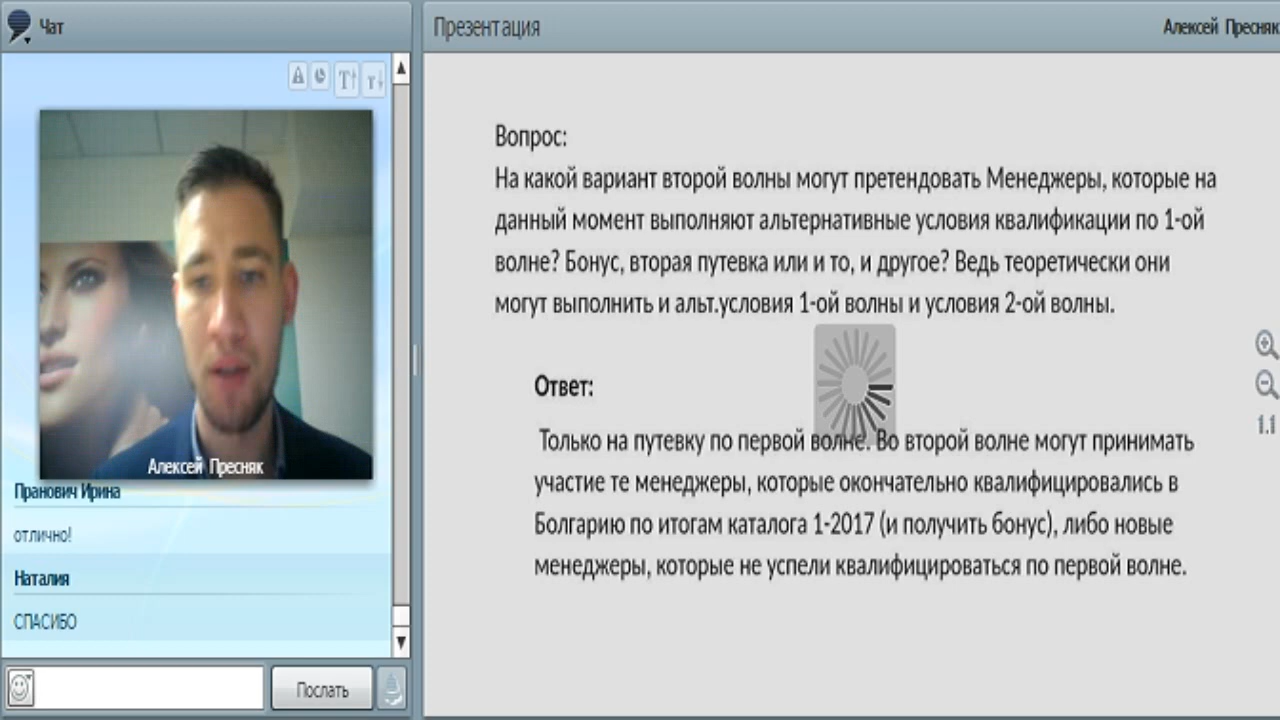 Чат
Презентация
Алексей Пресняк
Алексей Пресняк
Пранович Ирина
отлично!
Наталия
СПАСИБО
Послать
Вопрос:
На какой вариант второй волны могут претендовать Менеджеры, которые на
данный момент выполняют альтернативные условия квалификации по 1-ой
волне? Бонус, вторая путевка или и то, и другое? Ведь теоретически они
могут выполнить и альт.условия 1-ой волны и условия 2-ой волны.
Ответ:
Только на путевку по первой волне. Во второй волне могут принимать
участие те менеджеры, которые окончательно квалифицировались в
Болгарию по итогам каталога 1-2017 (и получить бонус), либо новые
менеджеры, которые не успели квалифицироваться по первой волне.
1.1